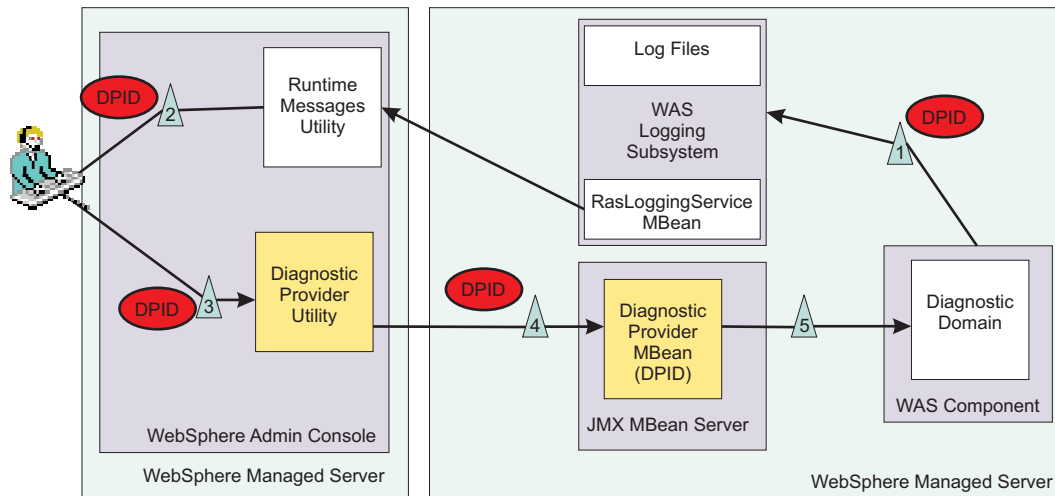 DPID
2
Runtime
Messages
Utility
DPID
3
Diagnostic
Provider
Utility
WebSphere Admin Console
WebSphere Managed Server
Log Files
WAS
Logging
Subsystem
RasLoggingService
MBean
DPID
1
DPID
4
Diagnostic
Provider
MBean
(DPID)
JMX MBean Server
5
Diagnostic
Domain
WAS Component
WebSphere Managed Server